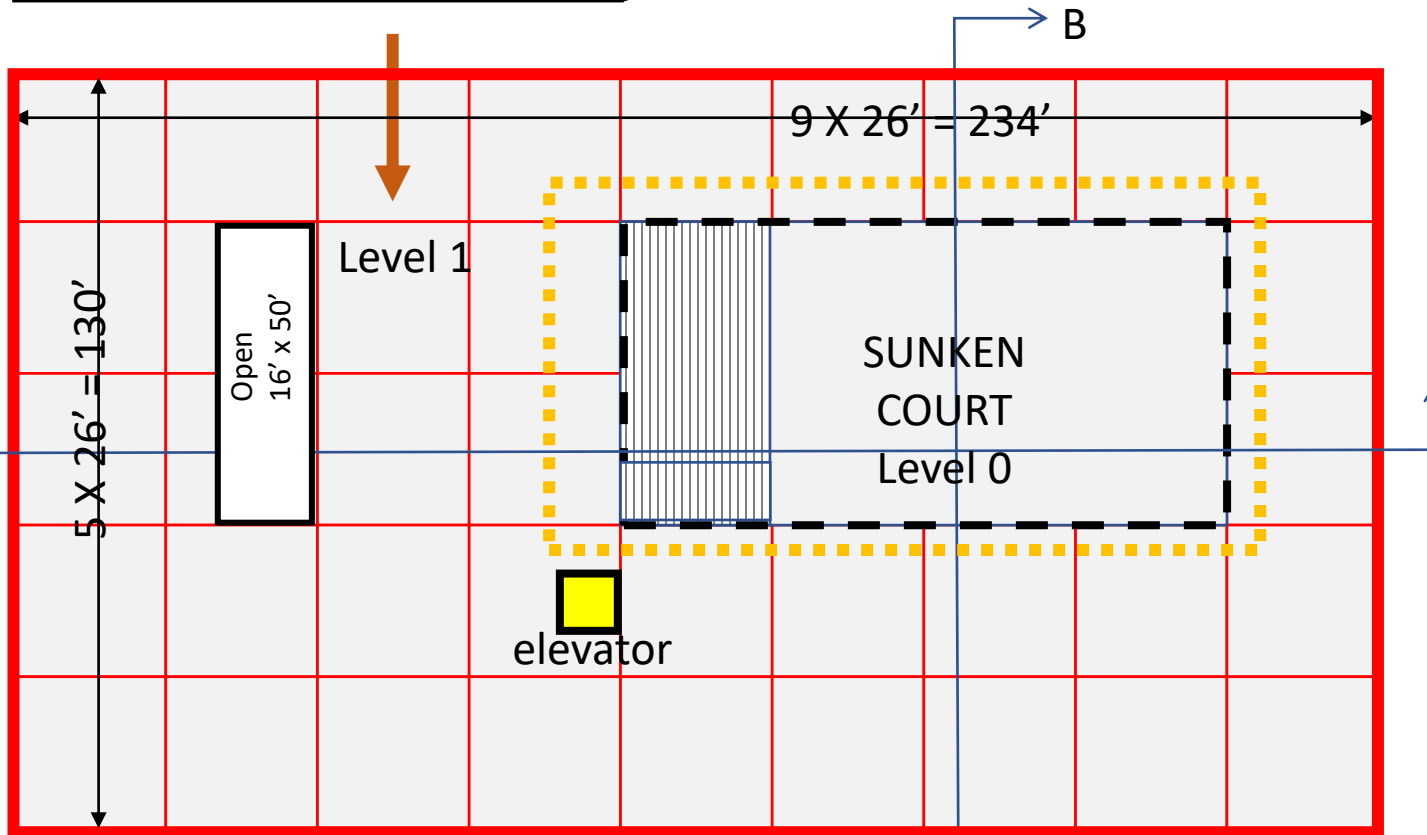 B
9 X 26’ = 234’
Level 1
5 X 26’ = 130’
Open
16’ x 50’
SUNKEN
COURT
Level 0
elevator